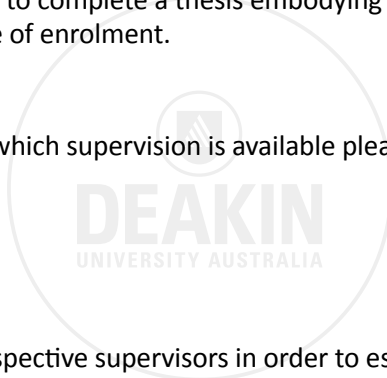 to complete a thesis embodying
e of enrolment.
which supervision is available plea
DEAKIN
UNIVERSITY AUSTRALIA
spective supervisors in order to es